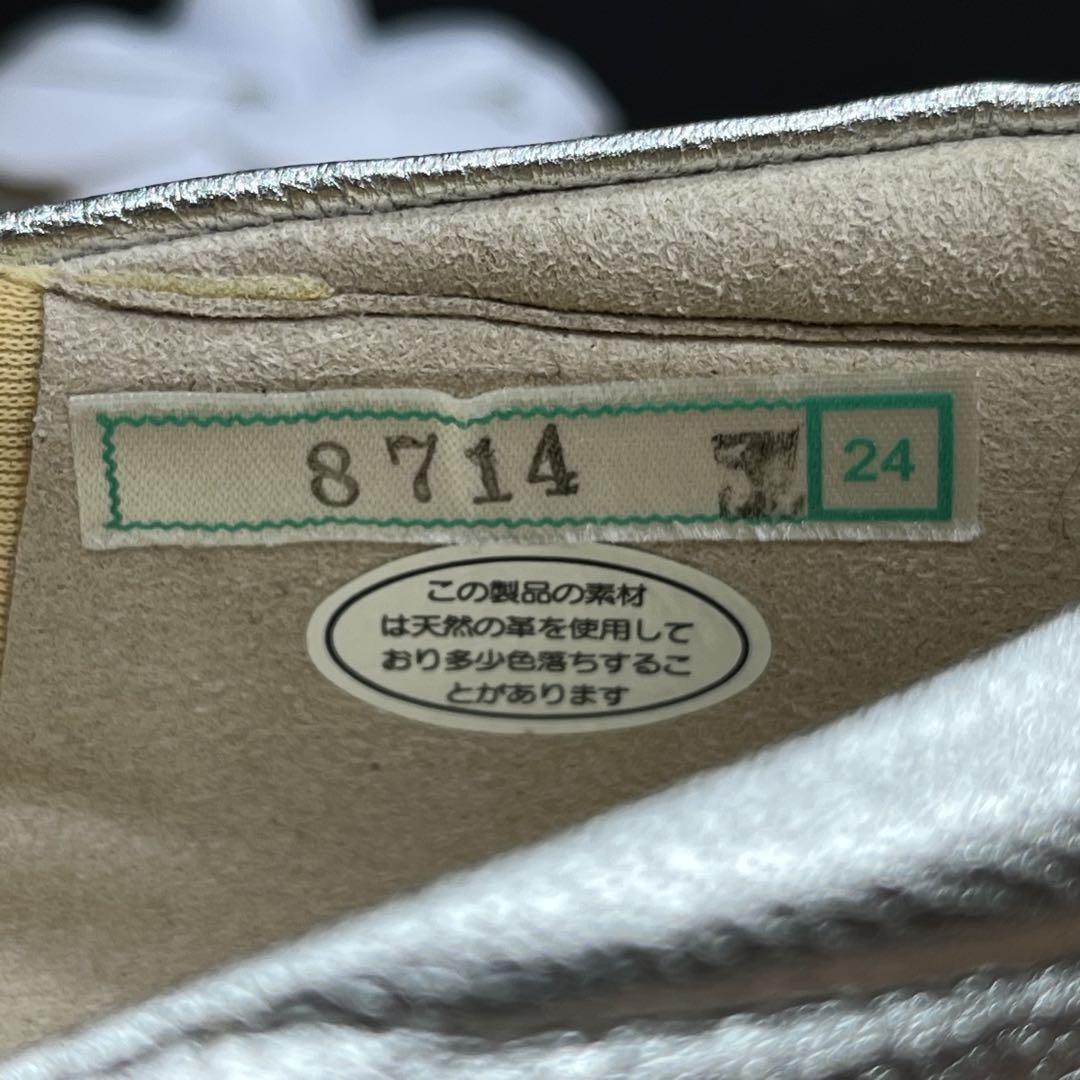 8714 24
この製品の素材
は天然の革を使用して
おり多少色落ちするこ
とがあります